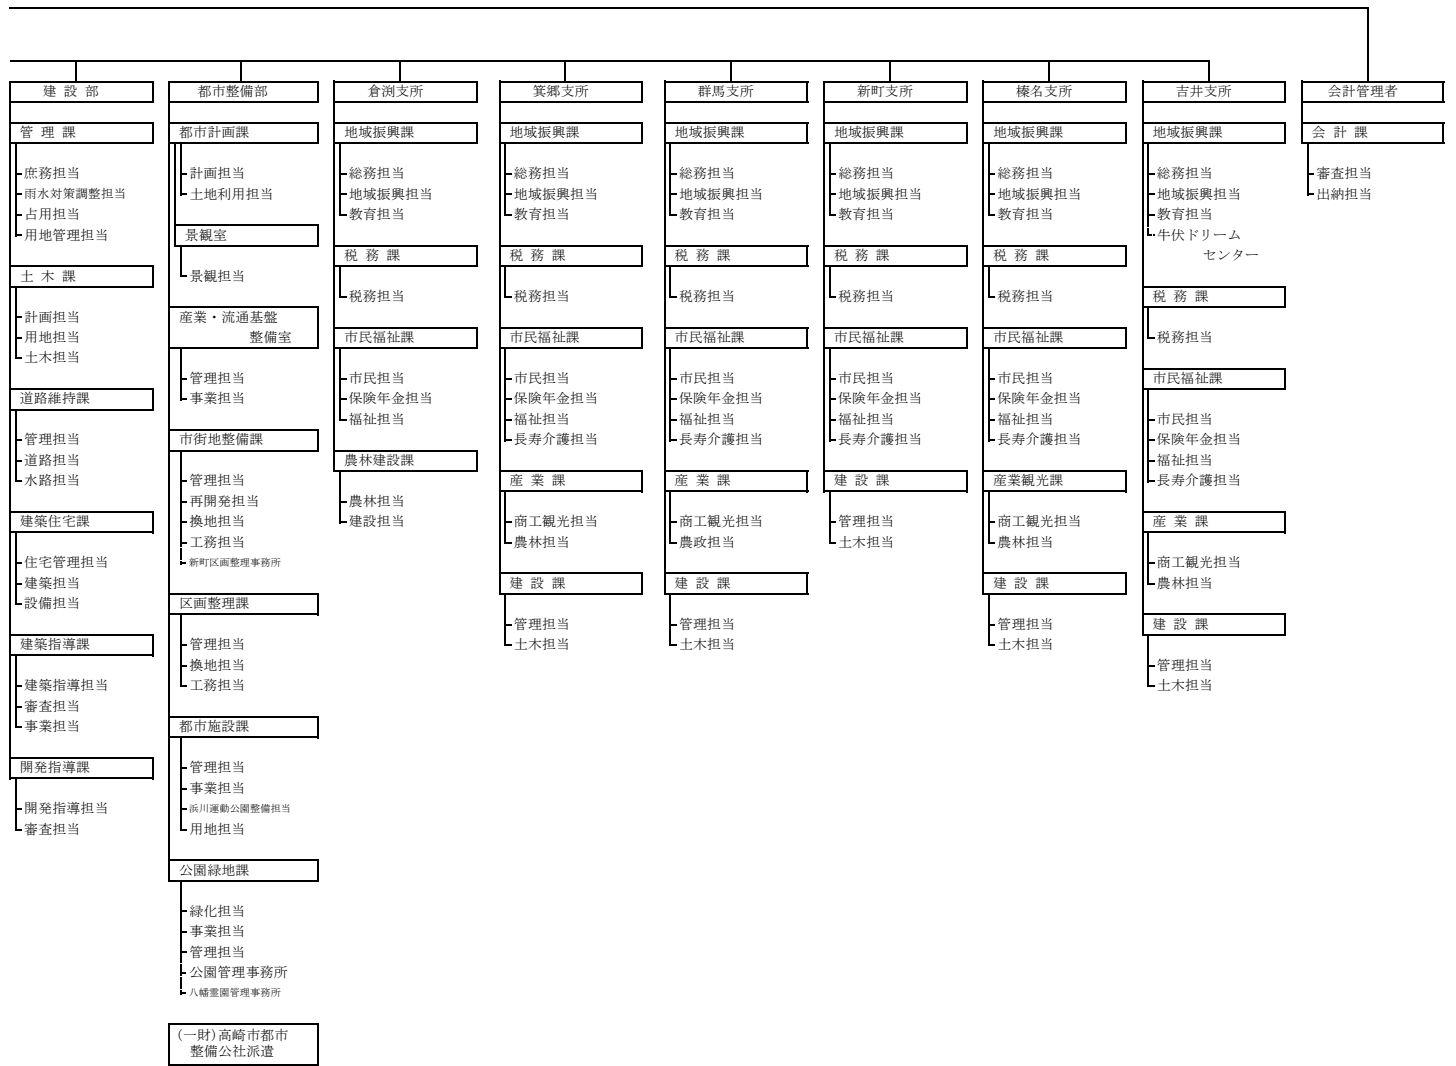 建 設 部
管 理 課
庶務担当
雨水対策調整担当
占用担当
用地管理担当
土 木 課
計画担当
用地担当
土木担当
道路維持課
管理担当
道路担当
水路担当
建築住宅課
住宅管理担当
建築担当
設備担当
建築指導課
建築指導担当
審査担当
事業担当
開発指導課
開発指導担当
審査担当
都市整備部
都市計画課
計画担当
土地利用担当
景観室
景観担当
産業・流通基盤
整備室
管理担当
事業担当
市街地整備課
管理担当
再開発担当
換地担当
工務担当
新町区画整理事務所
区画整理課
管理担当
換地担当
工務担当
都市施設課
管理担当
事業担当
浜川運動公園整備担当
用地担当
公園緑地課
緑化担当
事業担当
管理担当
公園管理事務所
八幡霊園管理事務所
(一財)高崎市都市
整備公社派遣
倉渕支所
地域振興課
総務担当
地域振興担当
教育担当
税 務 課
税務担当
市民福祉課
市民担当
保険年金担当
福祉担当
農林建設課
農林担当
建設担当
箕郷支所
地域振興課
総務担当
地域振興担当
教育担当
税 務 課
税務担当
市民福祉課
市民担当
保険年金担当
福祉担当
長寿介護担当
産 業 課
商工観光担当
農林担当
建 設 課
管理担当
土木担当
群馬支所
地域振興課
総務担当
地域振興担当
教育担当
税 務 課
税務担当
市民福祉課
市民担当
保険年金担当
福祉担当
長寿介護担当
産 業 課
商工観光担当
農政担当
建 設 課
管理担当
土木担当
新町支所
地域振興課
総務担当
地域振興担当
教育担当
税 務 課
税務担当
市民福祉課
市民担当
保険年金担当
福祉担当
長寿介護担当
建 設 課
管理担当
土木担当
榛名支所
地域振興課
総務担当
地域振興担当
教育担当
税 務 課
税務担当
市民福祉課
市民担当
保険年金担当
福祉担当
長寿介護担当
産業観光課
商工観光担当
農林担当
建 設 課
管理担当
土木担当
吉井支所
地域振興課
総務担当
地域振興担当
教育担当
牛伏ドリーム
センター
税 務 課
税務担当
市民福祉課
市民担当
保険年金担当
福祉担当
長寿介護担当
産 業 課
商工観光担当
農林担当
建 設 課
管理担当
土木担当
会計管理者
会 計 課
審査担当
出納担当